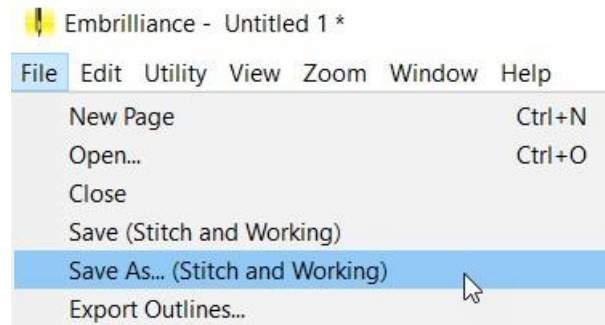 Embrilliance - Untitled 1 *
File Edit Utility View Zoom Window Help
New Page Ctrl+N
Open... Ctrl+O
Close
Save (Stitch and Working)
Save As... (Stitch and Working)
Export Outlines...